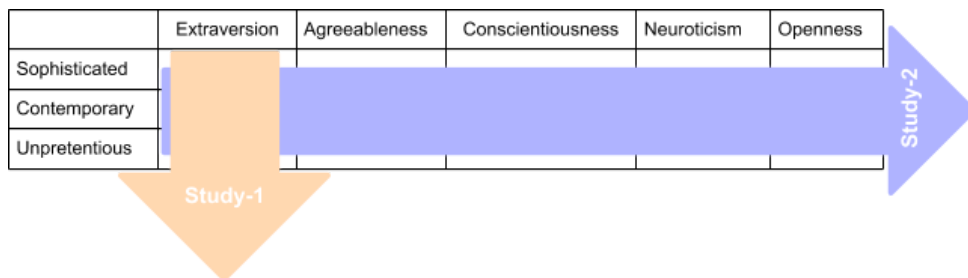 Extraversion Agreeableness Conscientiousness Neuroticism Openness
Sophisticated
Contemporary
Unpretentious
Study-1
Study-2